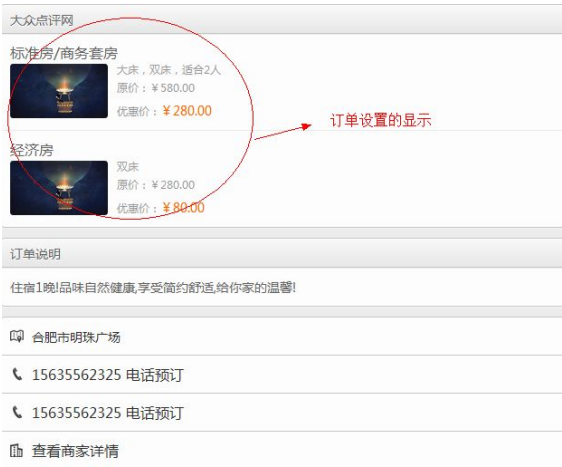 大众点评网
标准房/商务套房
大床，双床，适合2人
原价：￥580.00
优惠价：￥280.00
订单设置的显示
经济房
双床
原价：￥280.00
优惠价：￥80.00
订单说明
住宿1晚!品味自然健康,享受简约舒适,给你家的温馨!
合肥市明珠广场
15635562325 电话预订
15635562325 电话预订
查看商家详情